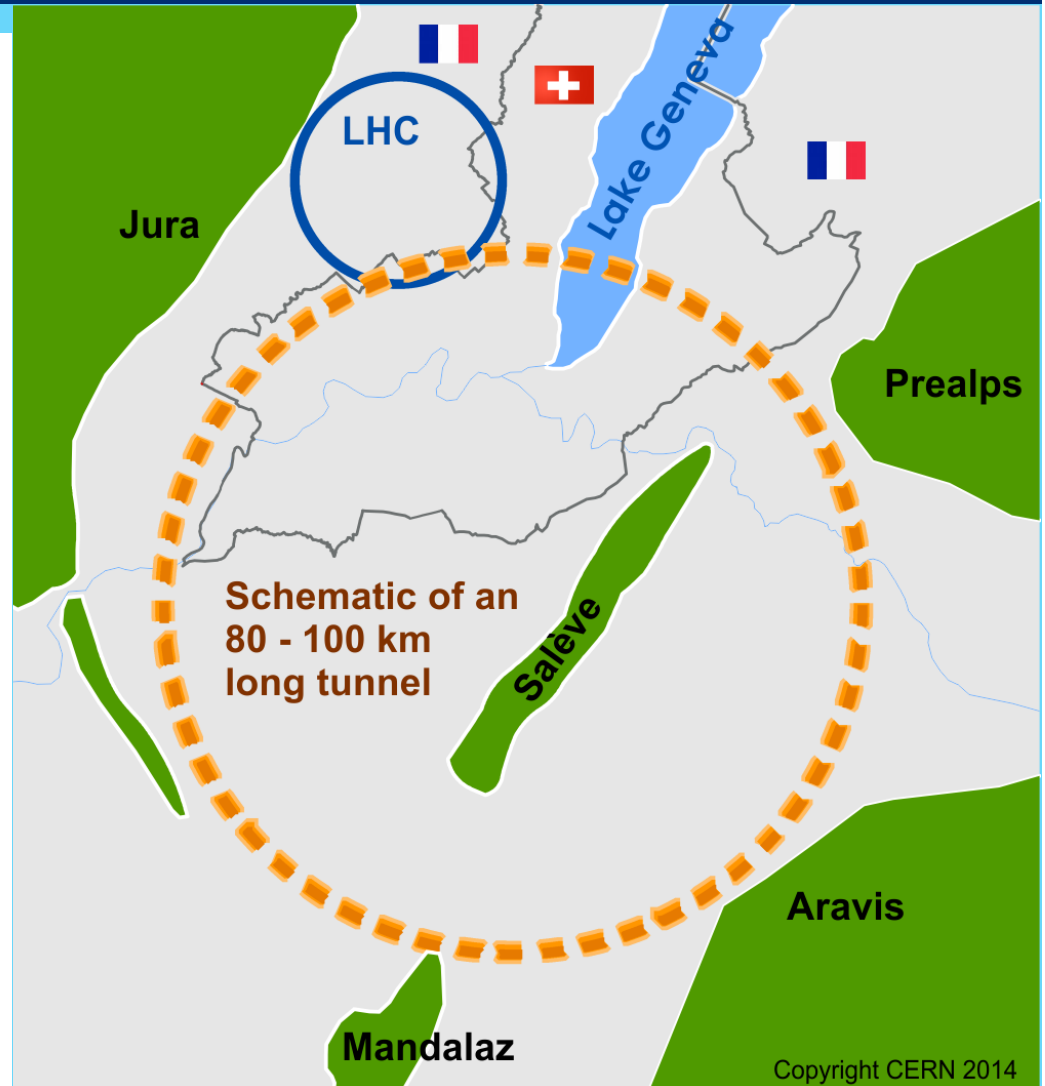 LHC
Lake Geneva
Jura
Prealps
Schematic of an
80 - 100 km
long tunnel
Salève
Aravis
Mandalaz
Copyright CERN 2014